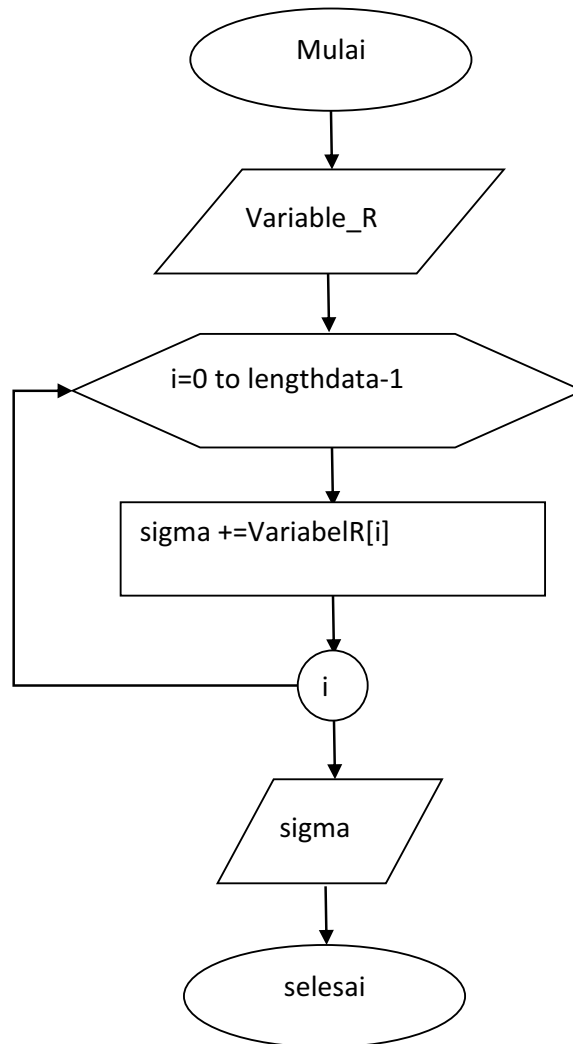 Mulai
Variable_R
i=0 to lengthdata-1
sigma +=VariabelR[i]
i
sigma
selesai